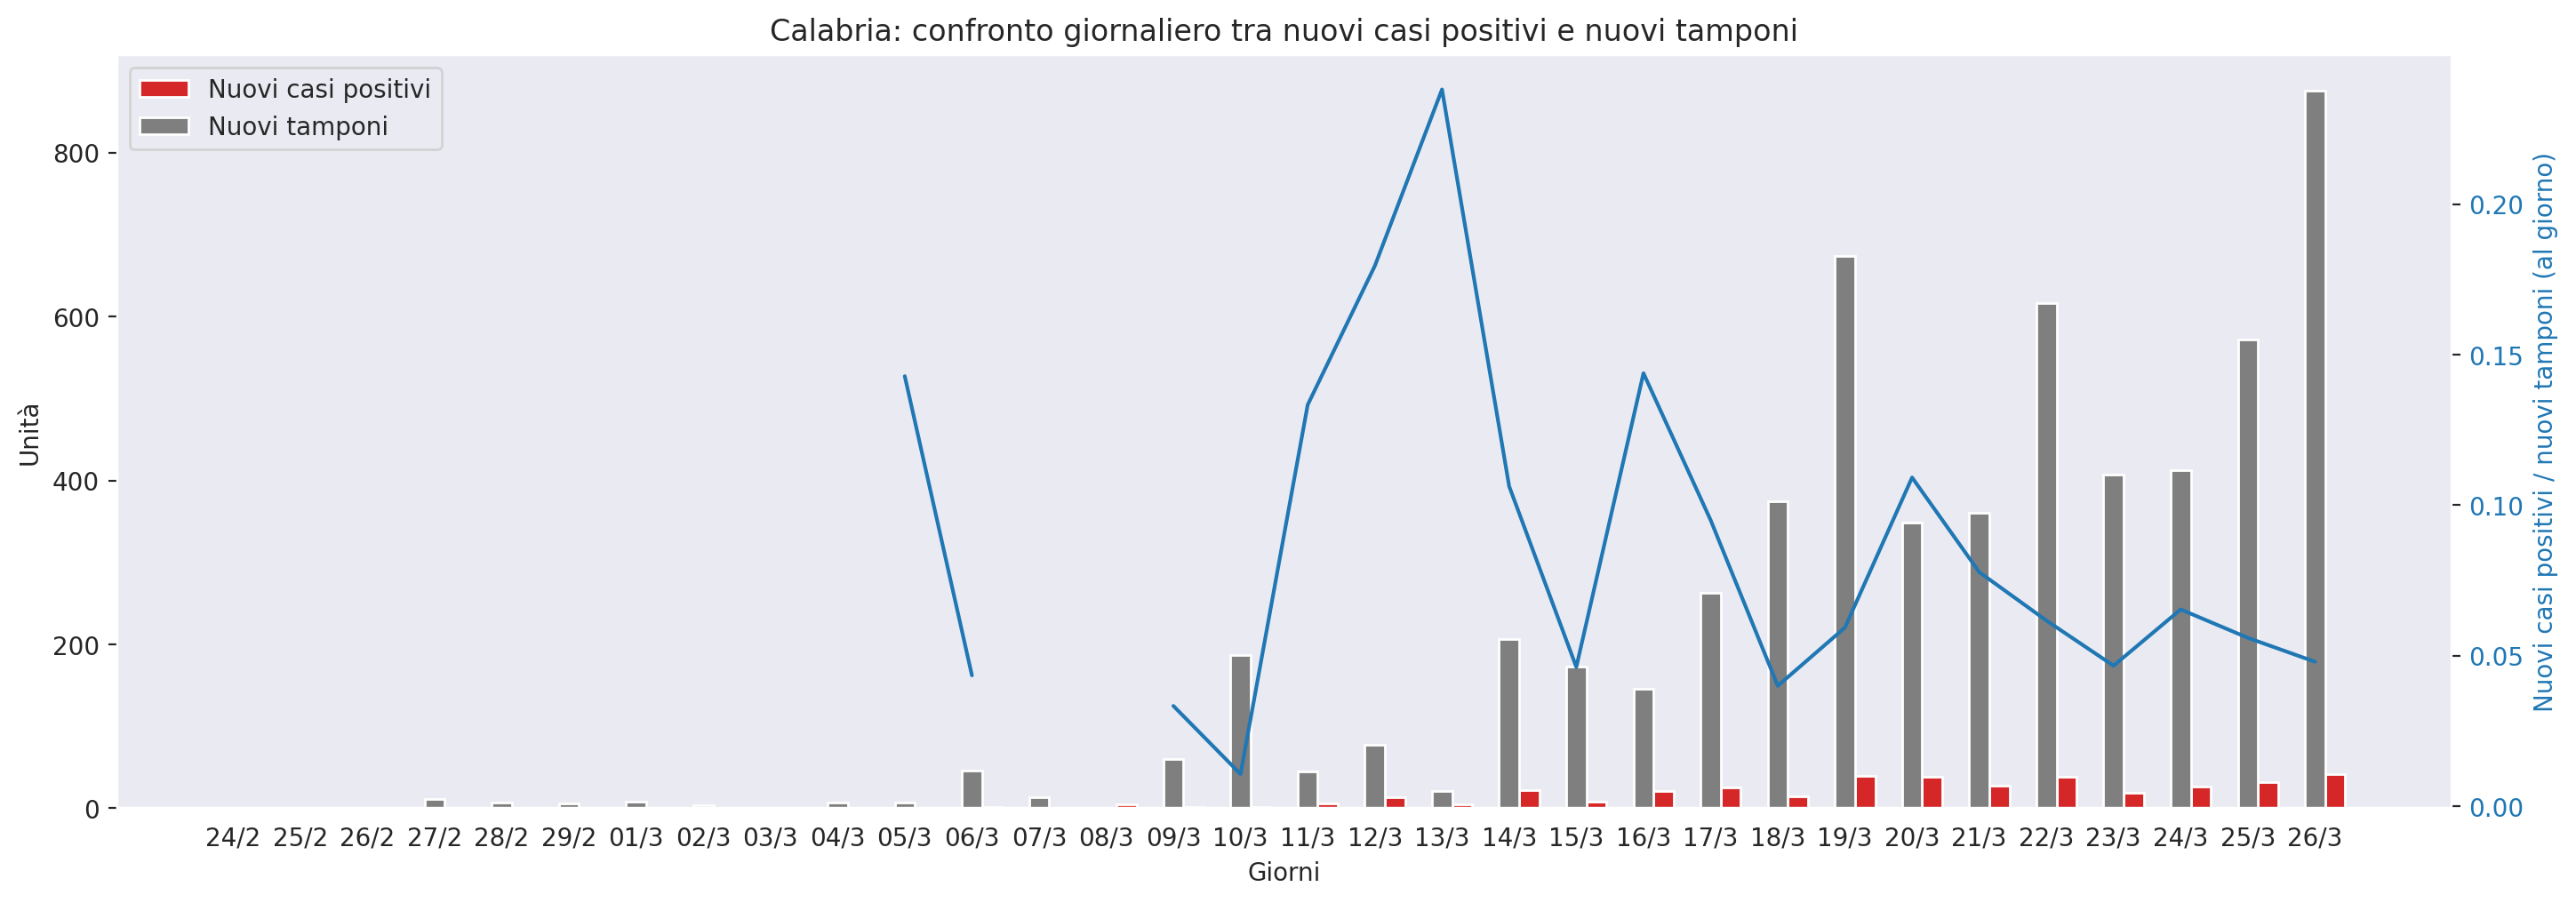 Calabria: confronto giornaliero tra nuovi casi positivi e nuovi tamponi
Nuovi casi positivi
Nuovi tamponi
Unità
800
600
400
200
0
0.20
0.15
0.10
0.05
0.00
Nuovi casi positivi / nuovi tamponi (al giorno)
24/2 25/2 26/2 27/2 28/2 29/2 01/3 02/3 03/3 04/3 05/3 06/3 07/3 08/3 09/3 10/3 11/3 12/3 13/3 14/3 15/3 16/3 17/3 18/3 19/3 20/3 21/3 22/3 23/3 24/3 25/3 26/3
Giorni